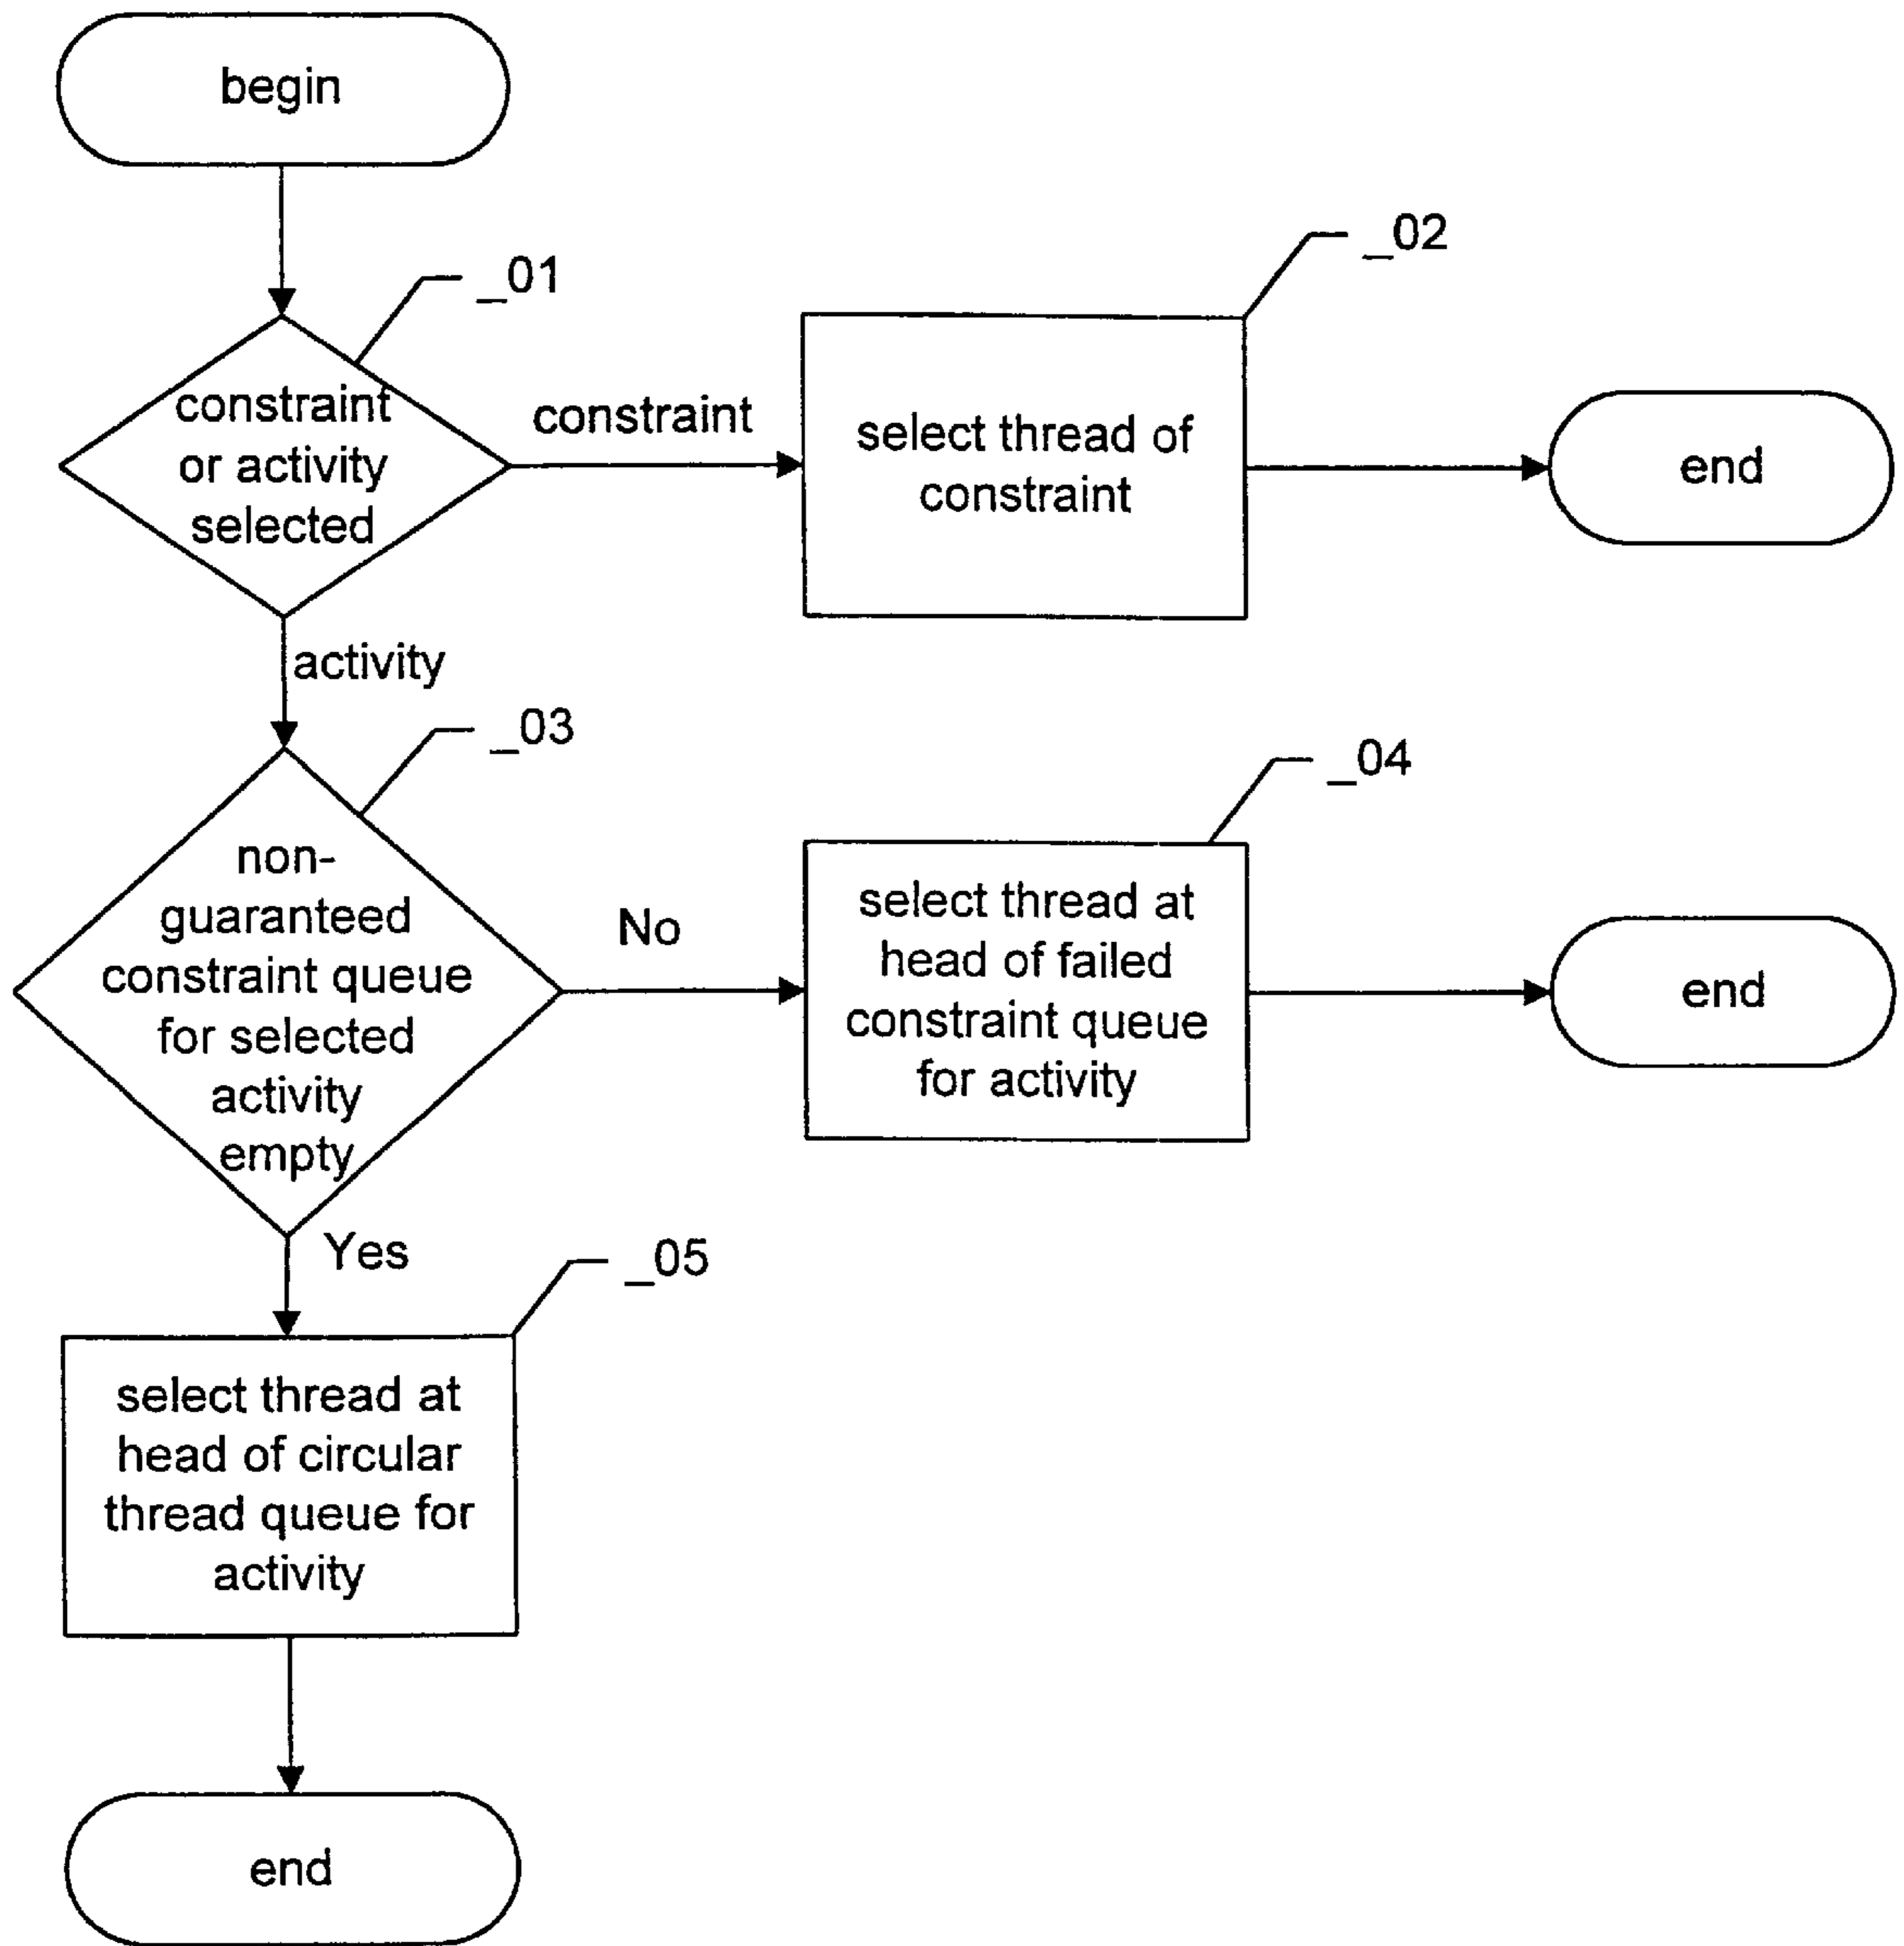 begin
_01
constraint
or activity
selected
constraint
_02
select thread of
constraint
end
activity
_03
non-
guaranteed
constraint queue
for selected
activity
empty
No
_04
select thread at
head of failed
constraint queue
for activity
end
Yes
_05
select thread at
head of circular
thread queue for
activity
end